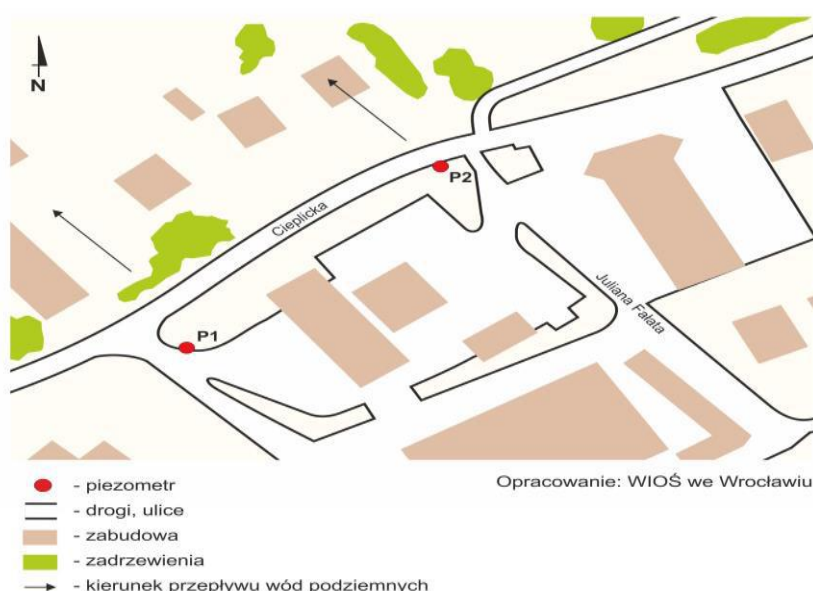 N
P2
Cieplicka
Juliana Fałata
P1
Opracowanie: WIOŚ we Wrocławiu
- piezometr
- drogi, ulice
- zabudowa
- zadrzewienia
- kierunek przepływu wód podziemnych